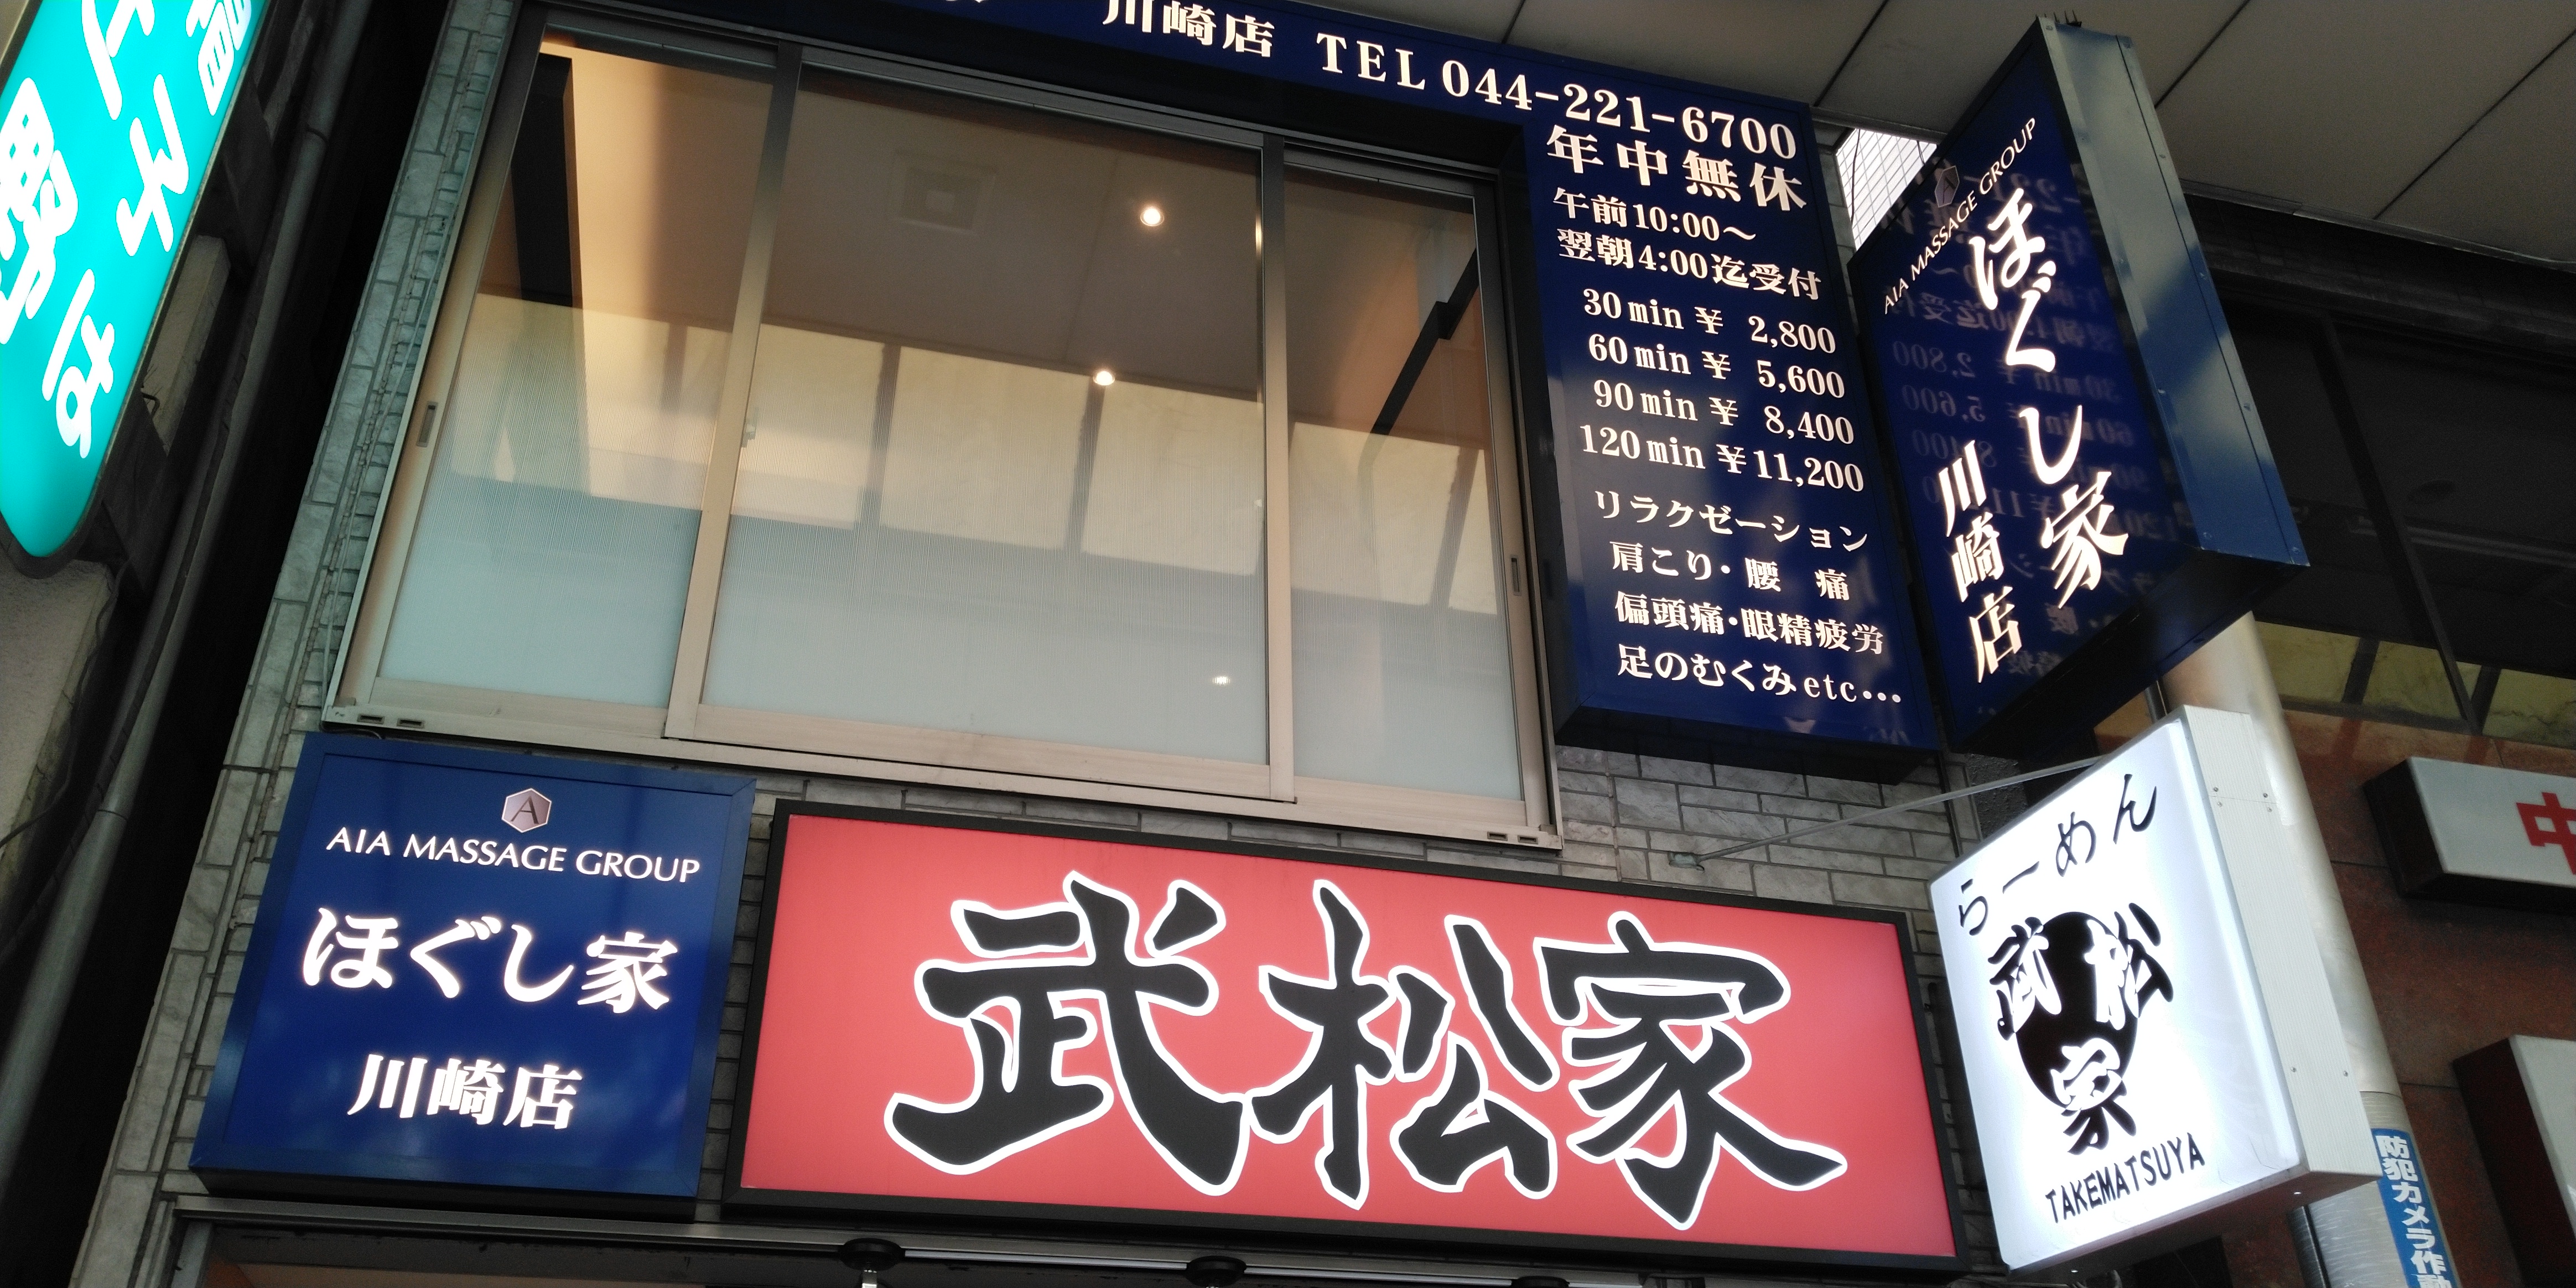 川崎店 TEL 044-221-6700
年中無休
午前10:00〜
翌朝4:00迄受付
30min ¥ 2,800
60min ¥ 5,600
90min ¥ 8,400
120min ¥11,200
リラクゼーション
肩こり・腰 痛
偏頭痛・眼精疲労
足のむくみetc…
AIA MASSAGE GROUP
ほぐし家
川崎店
A
AIA MASSAGE GROUP
ほぐし家
川崎店
武松家
らーめん
武松
家
TAKEMATSUYA
中
防犯カメラ作